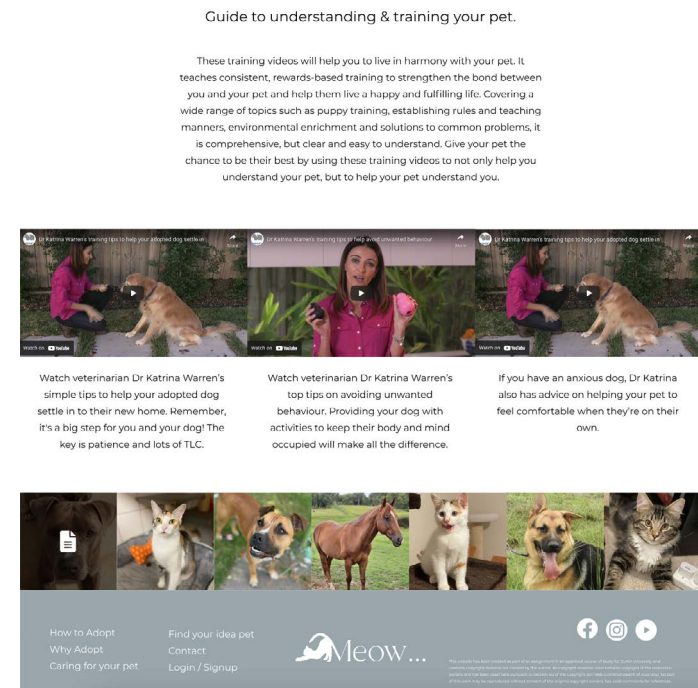 Guide to understanding & training your pet.
These training videos will help you to live in harmony with your pet. It
teaches consistent, rewards-based training to strengthen the bond between
you and your pet and help them live a happy and fulfilling life. Covering a
wide range of topics such as puppy training, establishing rules and teaching
manners, environmental enrichment and solutions to common problems, it
is comprehensive, but clear and easy to understand. Give your pet the
chance to be their best by using these training videos to not only help you
understand your pet, but to help your pet understand you.
Dr Katrina Warren's training tips to help your adopted dog settle in
Share
Watch on YouTube
Dr Katrina Warren's training tips to help avoid unwanted behaviour
Share
Watch on YouTube
Dr Katrina Warren's training tips to help your adopted dog settle in
Share
Watch on YouTube
Watch veterinarian Dr Katrina Warren's
simple tips to help your adopted dog
settle in to their new home. Remember,
it's a big step for you and your dog! The
key is patience and lots of TLC.
Watch veterinarian Dr Katrina Warren's
top tips on avoiding unwanted
behaviour. Providing your dog with
activities to keep their body and mind
occupied will make all the difference.
If you have an anxious dog, Dr Katrina
also has advice on helping your pet to
feel comfortable when they're on their
own.
How to Adopt
Why Adopt
Caring for your pet
Find your idea pet
Contact
Login / Signup
Meow...